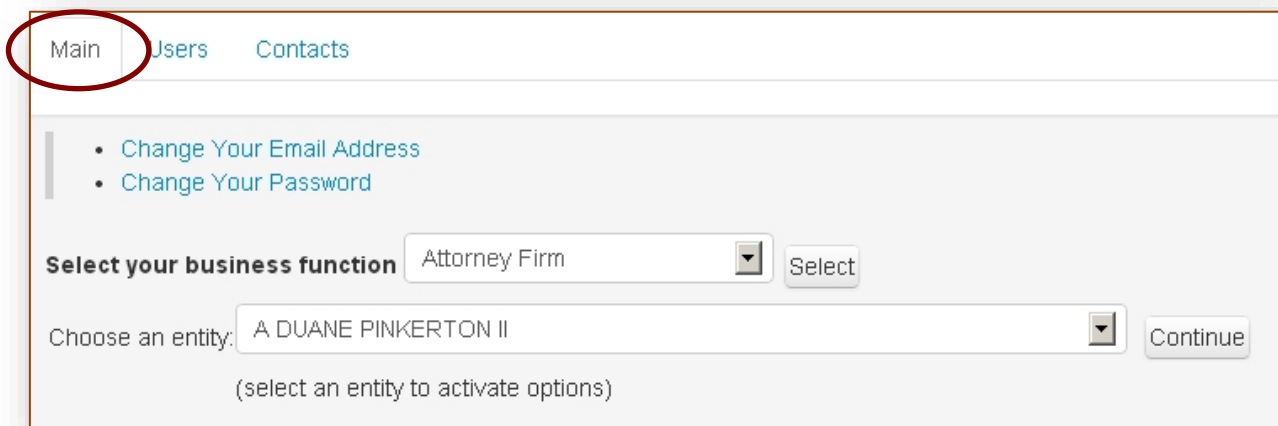 Main Users Contacts
Change Your Email Address
Change Your Password
Select your business function Attorney Firm Select
Choose an entity: A DUANE PINKERTON II Continue
(select an entity to activate options)